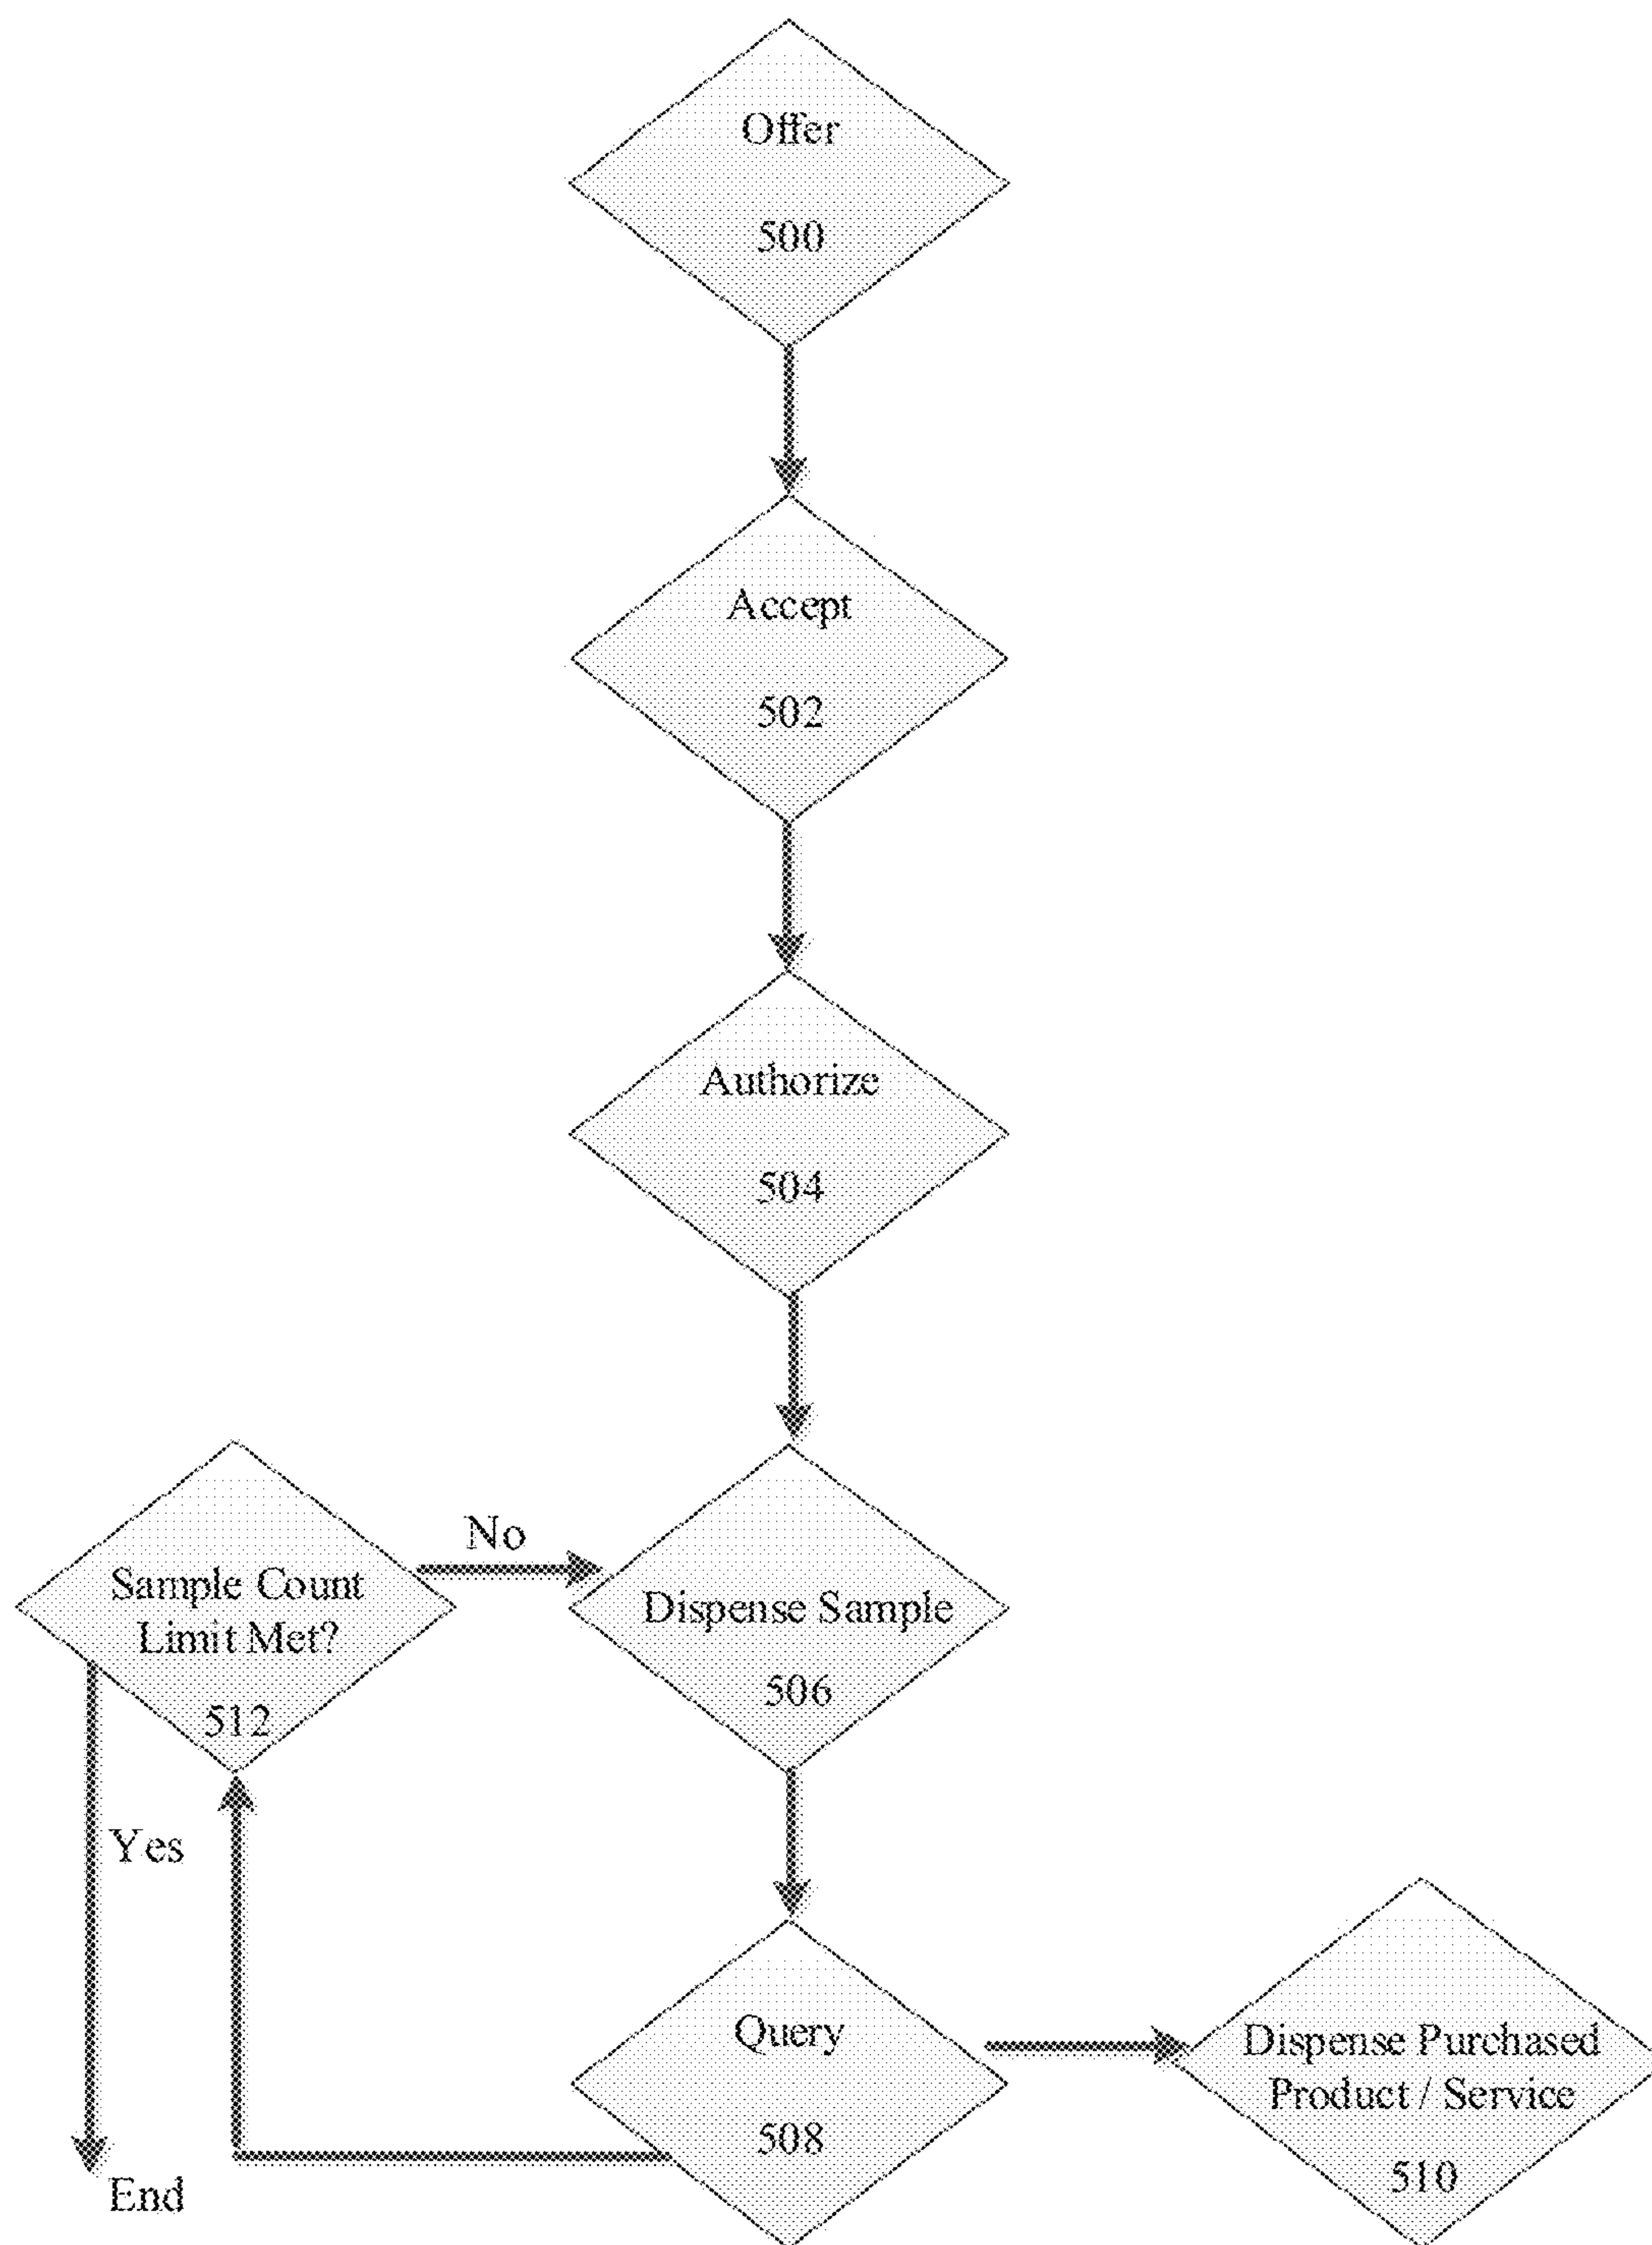 Offer
500
Accept
502
Authorize
504
Sample Count
Limit Met?
512
No
Dispense Sample
506
Yes
End
Query
508
Dispense Purchased
Product / Service
510